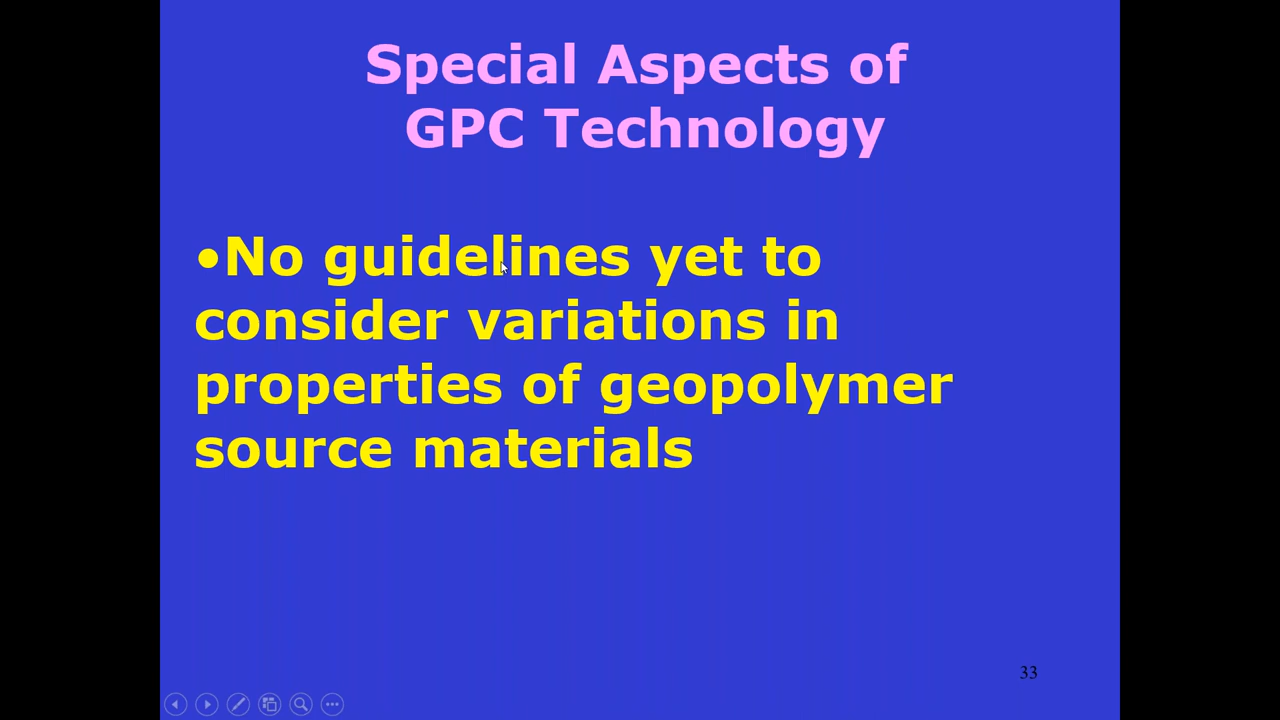 Special Aspects of
GPC Technology
•No guidelines yet to
consider variations in
properties of geopolymer
source materials
33